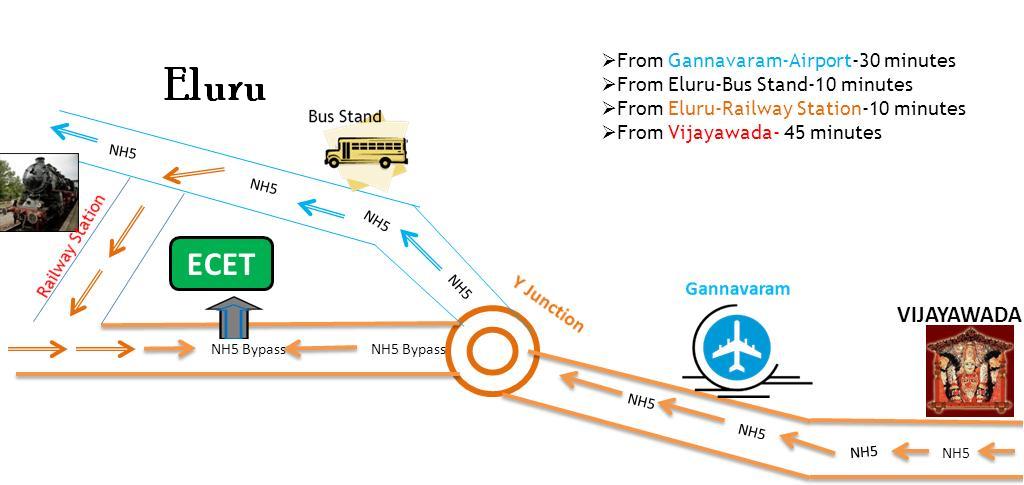 ➢From Gannavaram-Airport-30 minutes
➢From Eluru-Bus Stand-10 minutes
➢From Eluru-Railway Station-10 minutes
➢From Vijayawada- 45 minutes
Eluru
Bus Stand
NH5
NH5
NH5
NH5
Railway Station
ECET
Y Junction
Gannavaram
VIJAYAWADA
NH5 Bypass
NH5 Bypass
NH5
NH5
NH5
NH5